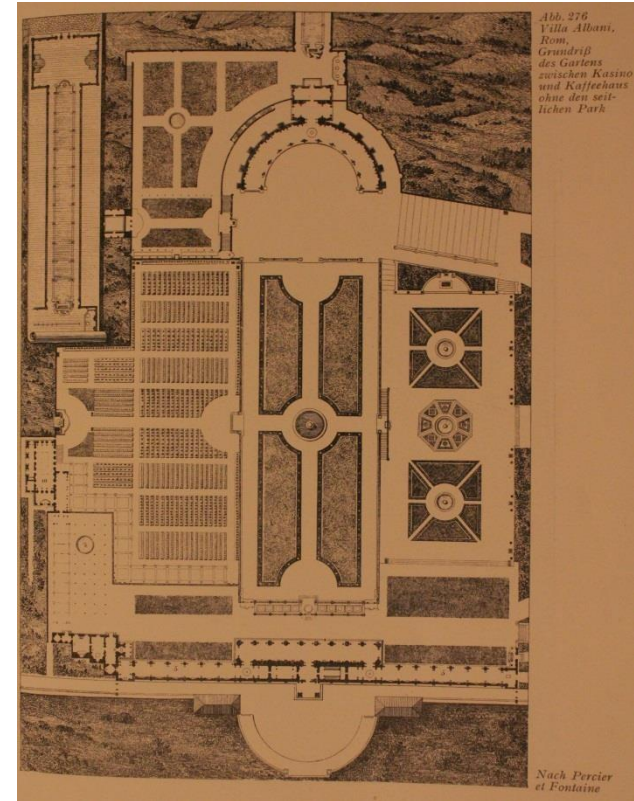 Abb. 276
Villa Albani,
Rom,
Grundriß
des Gartens
zwischen Kasino
und Kaffeehaus
ohne den seit-
lichen Park
Nach Percier
et Fontaine